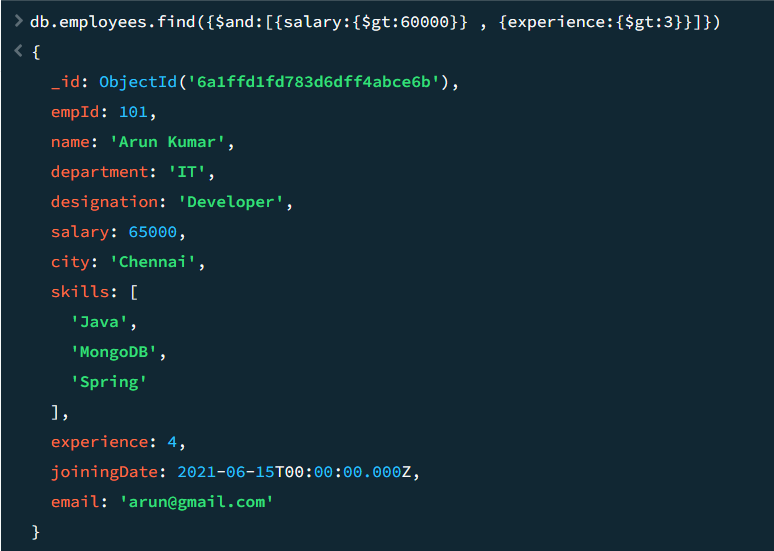 db.employees.find({$and:[{salary:{$gt:60000}} , {experience:{$gt:3}}]})
{
_id: ObjectId('6a1ffd1fd783d6dff4abce6b'),
empId: 101,
name: 'Arun Kumar',
department: 'IT',
designation: 'Developer',
salary: 65000,
city: 'Chennai',
skills: [
'Java',
'MongoDB',
'Spring'
],
experience: 4,
joiningDate: 2021-06-15T00:00:00.000Z,
email: 'arun@gmail.com'
}